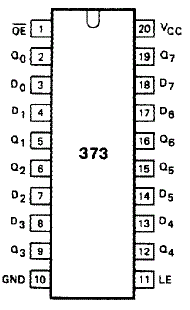 O̅E̅ 1 20 VCC
Q0 2 19 Q7
D0 3 18 D7
D1 4 17 D6
Q1 5 16 Q6
373
Q2 6 15 Q5
D2 7 14 D5
D3 8 13 D4
Q3 9 12 Q4
GND 10 11 LE